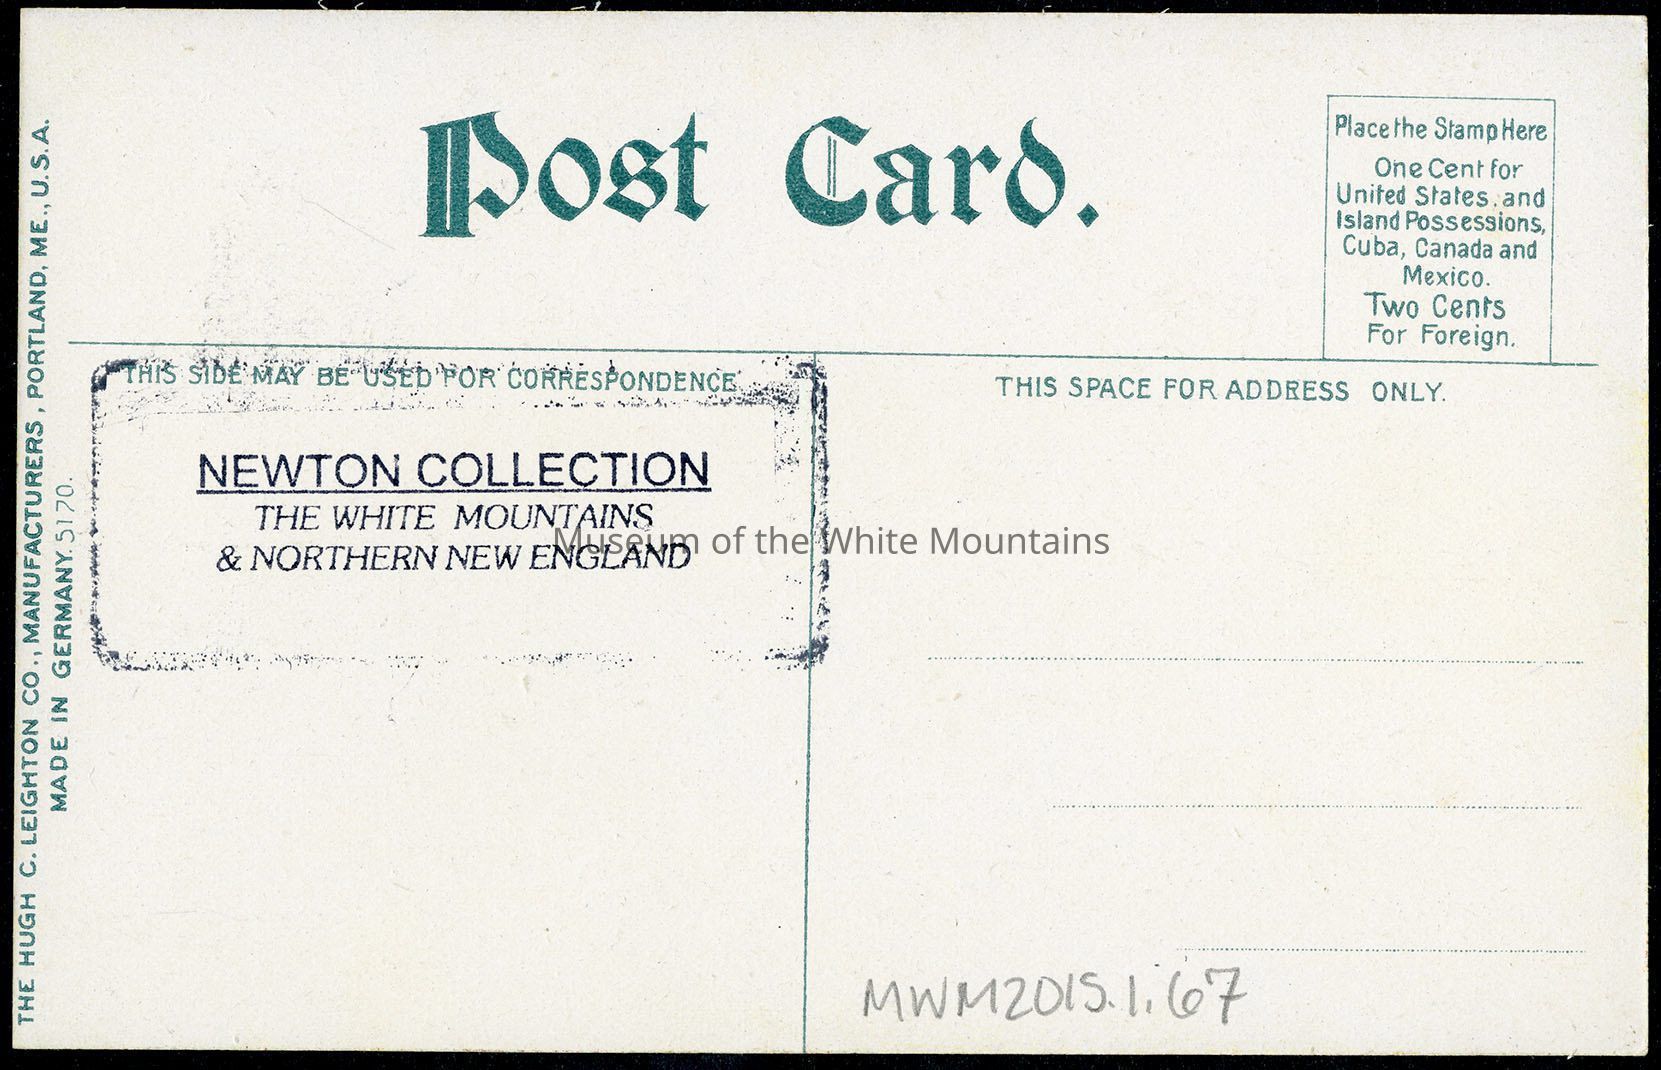 Post Card.
Place the Stamp Here
One Cent for
United States, and
Island Possessions,
Cuba, Canada and
Mexico.
Two Cents
For Foreign.
THIS SIDE MAY BE USED FOR CORRESPONDENCE
THIS SPACE FOR ADDRESS ONLY.
NEWTON COLLECTION
THE WHITE MOUNTAINS
& NORTHERN NEW ENGLAND
Museum of the White Mountains
MWM2015.1.67
THE HUGH C. LEIGHTON CO., MANUFACTURERS, PORTLAND, ME., U.S.A.
MADE IN GERMANY. 5170.